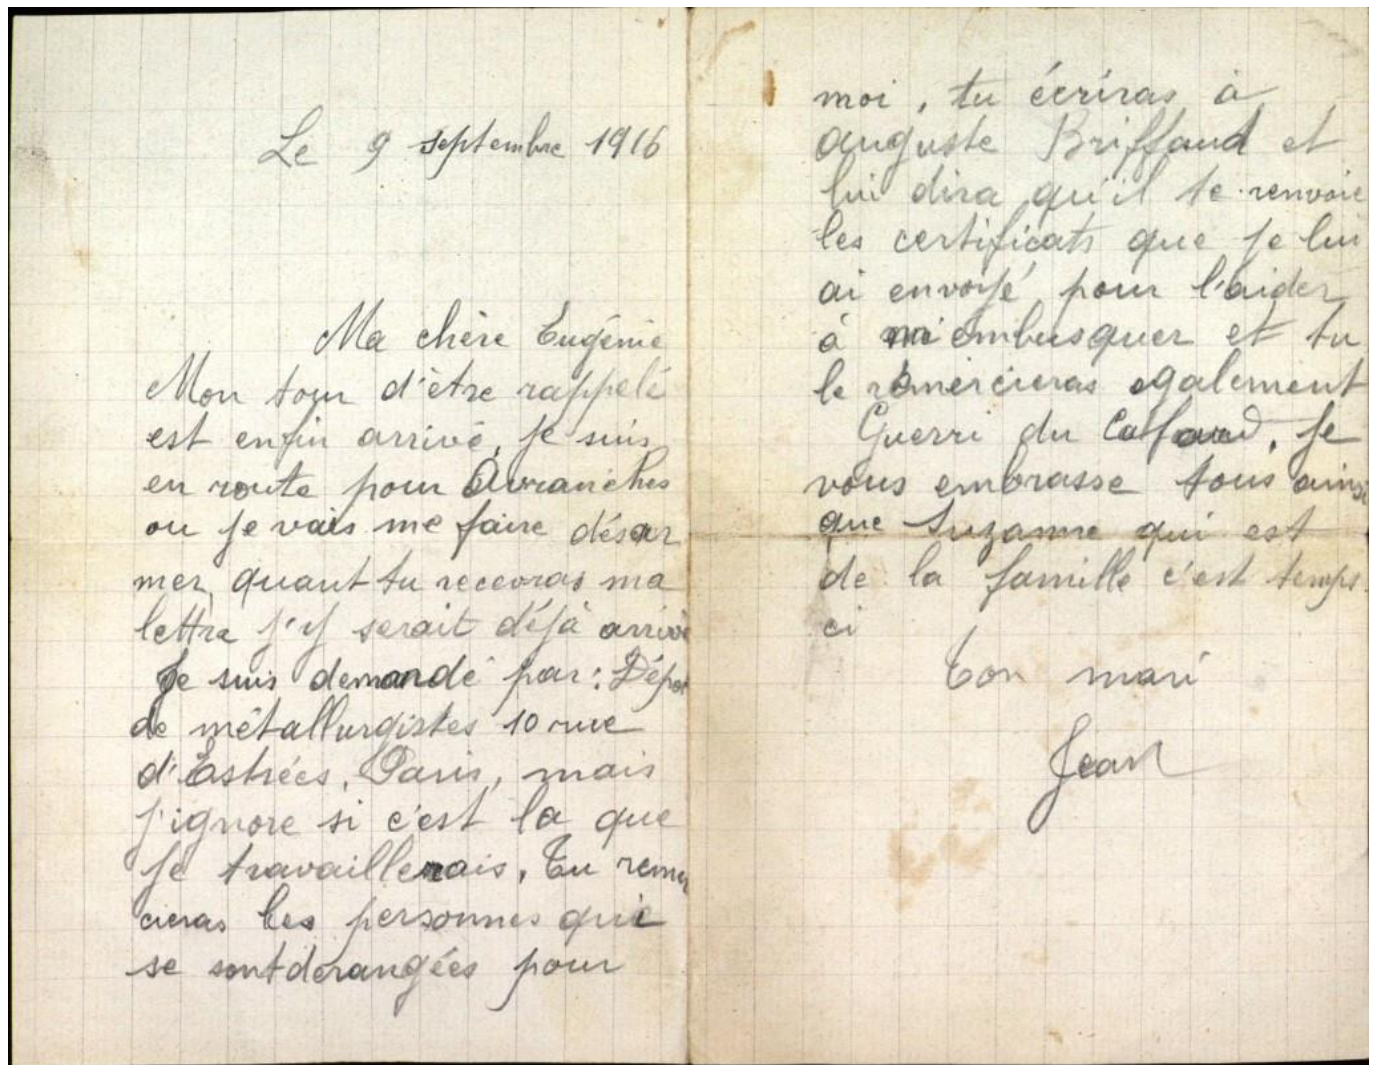 Le 9 septembre 1916
Ma chère Eugénie
Mon tour d'être rappelé
est enfin arrivé, je suis
en route pour Avranches
ou je vais me faire désar
mer, quant tu recevras ma
lettre j'y serait déjà arrivé
Je suis demandé par : Dépot
de métallurgistes 10 rue
d'Estrées, Paris, mais
j'ignore si c'est la que
je travaillerais, Tu remer
cieras les personnes qui
se sont dérangées pour
moi, tu écriras à
Auguste Briffaud et
lui dira qu'il te renvoie
les certificats que je lui
ai envoyé pour l'aider
à m'embusquer et tu
le remercieras également
Guerri du Cafard, je
vous embrasse tous ainsi
que Suzanne qui est
de la famille c'est temps-
ci
Ton mari
Jean